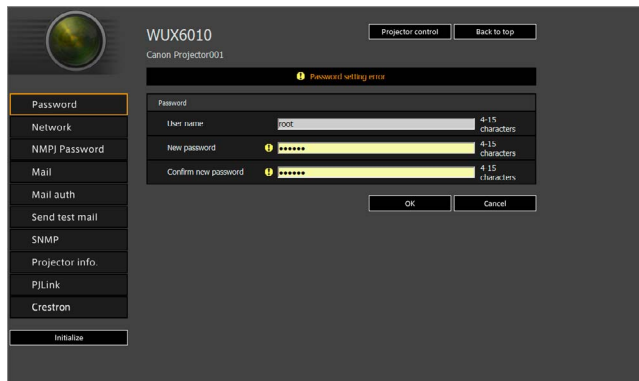 WUX6010
Projector control
Back to top
Canon Projector001
Password setting error
Password
Network
NMPJ Password
Mail
Mail auth
Send test mail
SNMP
Projector info.
PJLink
Crestron
Initialize
Password
User name
root
4-15
characters
New password
••••••
4-15
characters
Confirm new password
••••••
4-15
characters
OK
Cancel